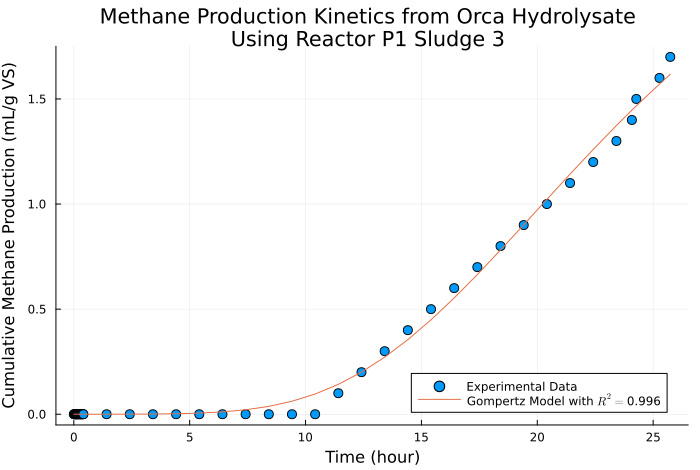 Methane Production Kinetics from Orca Hydrolysate
Using Reactor P1 Sludge 3
Cumulative Methane Production (mL/g VS)
1.5
1.0
0.5
0.0
0 5 10 15 20 25
Time (hour)
Experimental Data
Gompertz Model with R² = 0.996